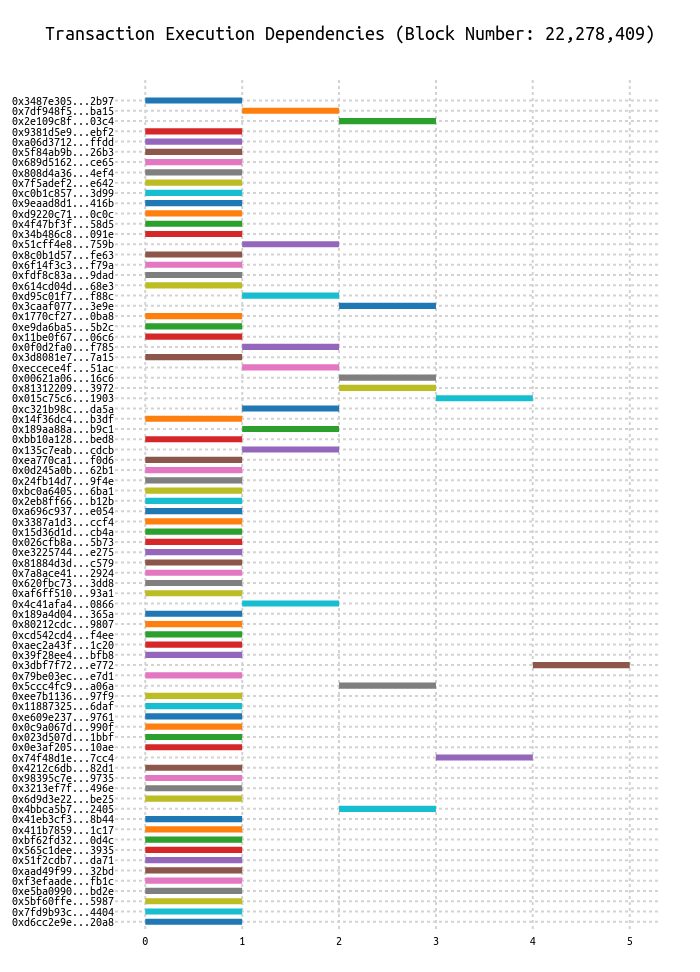 Transaction Execution Dependencies (Block Number: 22,278,409)
0x3487e305...2b97
0x7df948f5...ba15
0x2e109c8f...03c4
0x9381d5e9...ebf2
0xa06d3712...ffdd
0x5f84ab9b...26b3
0x689d5162...ce65
0x808d4a36...4ef4
0x7f5adef2...e642
0xc0b1c857...3d99
0x9eaad8d1...416b
0xd9220c71...0c0c
0x4f47bf3f...58d5
0x34b486c8...091e
0x51cff4e8...759b
0x8c0b1d57...fe63
0x6f14f3c3...f79a
0xfdf8c83a...9dad
0x614cd04d...68e3
0xd95c01f7...f88c
0x3caaf077...3e9e
0x1770cf27...0ba8
0xe9da6ba5...5b2c
0x11be0f67...06c6
0x0f0d2fa0...f785
0x3d8081e7...7a15
0xeccece4f...51ac
0x00621a06...16c6
0x81312209...3972
0x015c75c6...1903
0xc321b98c...da5a
0x14f36dc4...b3df
0x189aa88a...b9c1
0xbb10a128...bed8
0x135c7eab...cdcb
0xea770ca1...f0d6
0x0d245a0b...62b1
0x24fb14d7...9f4e
0xbc0a6405...6ba1
0x2eb8ff66...b12b
0xa696c937...e054
0x3387a1d3...ccf4
0x15d36d1d...cb4a
0x026cfb8a...5b73
0xe3225744...e275
0x81884d3d...c579
0x7a8ace41...2924
0x620fbc73...3dd8
0xaf6ff510...93a1
0x4c41afa4...0866
0x189a4d04...365a
0x80212cdc...9807
0xcd542cd4...f4ee
0xaec2a43f...1c20
0x39f28ee4...bfb8
0x3dbf7f72...e772
0x79be03ec...e7d1
0x5ccc4fc9...a06a
0xee7b1136...97f9
0x11887325...6daf
0xe609e237...9761
0x0c9a067d...990f
0x023d507d...1bbf
0x0e3af205...10ae
0x74f48d1e...7cc4
0x4212c6db...82d1
0x98395c7e...9735
0x3213ef7f...496e
0x6d9d3e22...be25
0x4bbca5b7...2405
0x41eb3cf3...8b44
0x411b7859...1c17
0xbf62fd32...0d4c
0x565c1dee...3935
0x51f2cdb7...da71
0xaad49f99...32bd
0xf3efaade...fb1c
0xe5ba0990...bd2e
0x5bf60ffe...5987
0x7fd9b93c...4404
0xd6cc2e9e...20a8
0 1 2 3 4 5